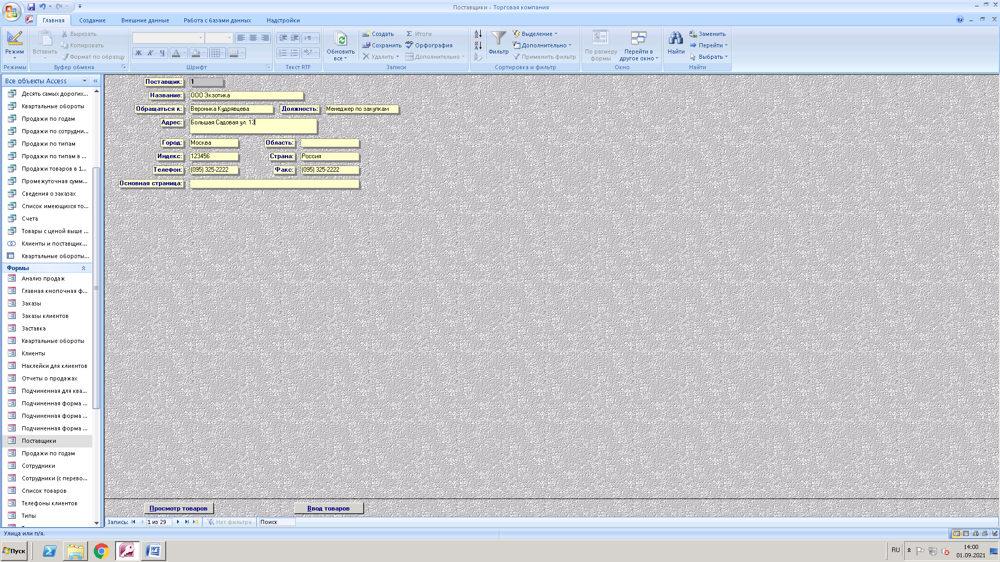 Поставщики - Торговая компания
Главная
Создание
Внешние данные
Работа с базами данных
Надстройки
Режим
Режимы
Вставить
Вырезать
Копировать
Формат по образцу
Буфер обмена
Ж К Ч А
Шрифт
Текст RTF
Обновить все
Создать
Сохранить
Удалить
Итоги
Орфография
Дополнительно
Записи
Фильтр
Выделение
Дополнительно
Применить фильтр
Сортировка и фильтр
По размеру формы
Перейти в другое окно
Окно
Найти
Заменить
Перейти
Выбрать
Найти
Все объекты Access
Десять самых дорогих...
Квартальные обороты
Продажи по годам
Продажи по сотрудни...
Продажи по типам
Продажи по типам в ...
Продажи товаров в 1...
Промежуточная сумм...
Сведения о заказах
Список имеющихся то...
Счета
Товары с ценой выше ...
Клиенты и поставщик...
Квартальные обороты...
Формы
Анализ продаж
Главная кнопочная ф...
Заказы
Заказы клиентов
Заставка
Квартальные обороты
Клиенты
Наклейки для клиентов
Отчеты о продажах
Подчиненная для ква...
Подчиненная форма ...
Подчиненная форма ...
Подчиненная форма ...
Поставщики
Продажи по годам
Сотрудники
Сотрудники (с перево...
Список товаров
Телефоны клиентов
Типы
Поставщик: 1
Название: ООО Экзотика
Обращаться к: Вероника Кудрявцева Должность: Менеджер по закупкам
Адрес: Большая Садовая ул. 13
Город: Москва Область:
Индекс: 123456 Страна: Россия
Телефон: (095) 325-2222 Факс: (095) 325-2222
Основная страница:
Просмотр товаров Ввод товаров
Запись: 1 из 29 Нет фильтра Поиск
Улица или п/я.
Пуск
RU
14:00
01.09.2021